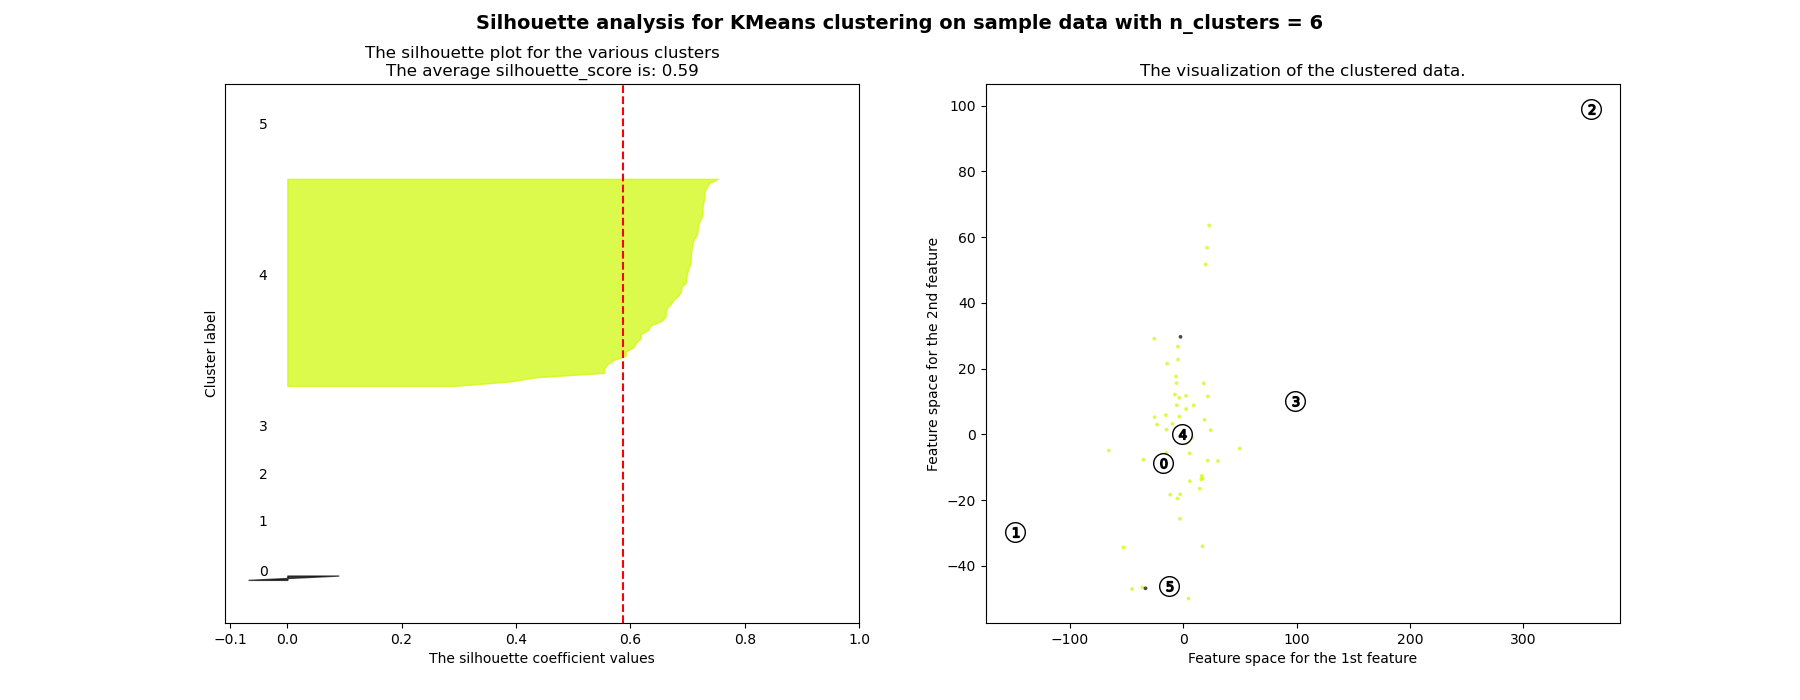 Silhouette analysis for KMeans clustering on sample data with n_clusters = 6
The silhouette plot for the various clusters
The average silhouette_score is: 0.59
Cluster label
5
4
3
2
1
0
−0.1 0.0 0.2 0.4 0.6 0.8 1.0
The silhouette coefficient values
The visualization of the clustered data.
Feature space for the 2nd feature
100
80
60
40
20
0
−20
−40
2
3
4
0
1
5
−100 0 100 200 300
Feature space for the 1st feature